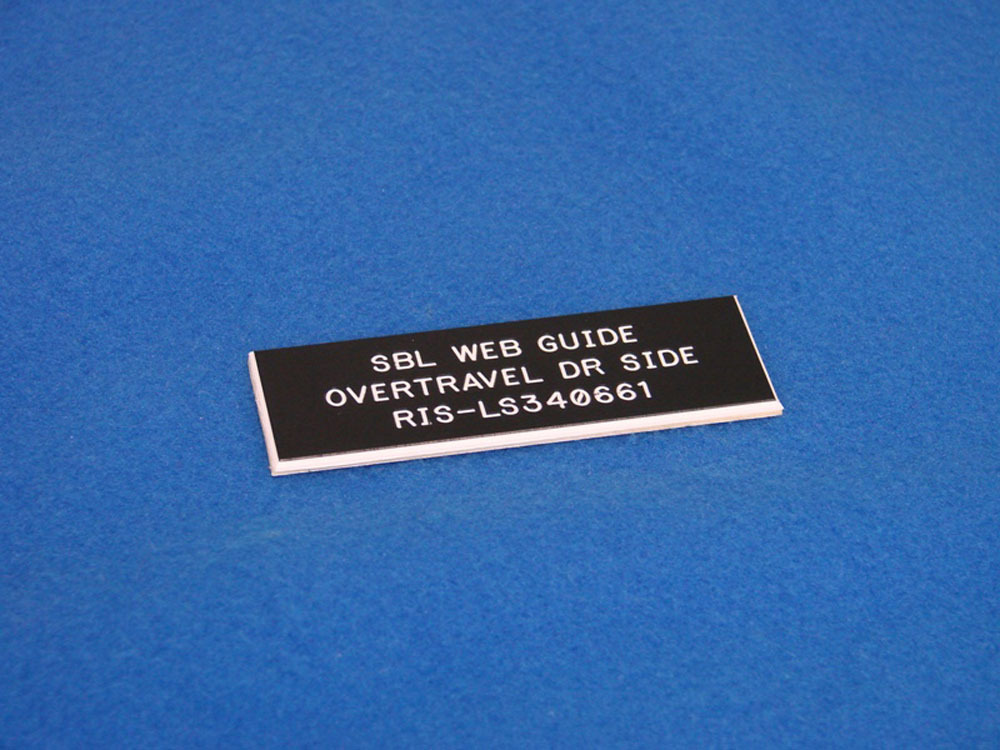 SBL WEB GUIDE
OVERTRAVEL DR SIDE
RIS-LS340661